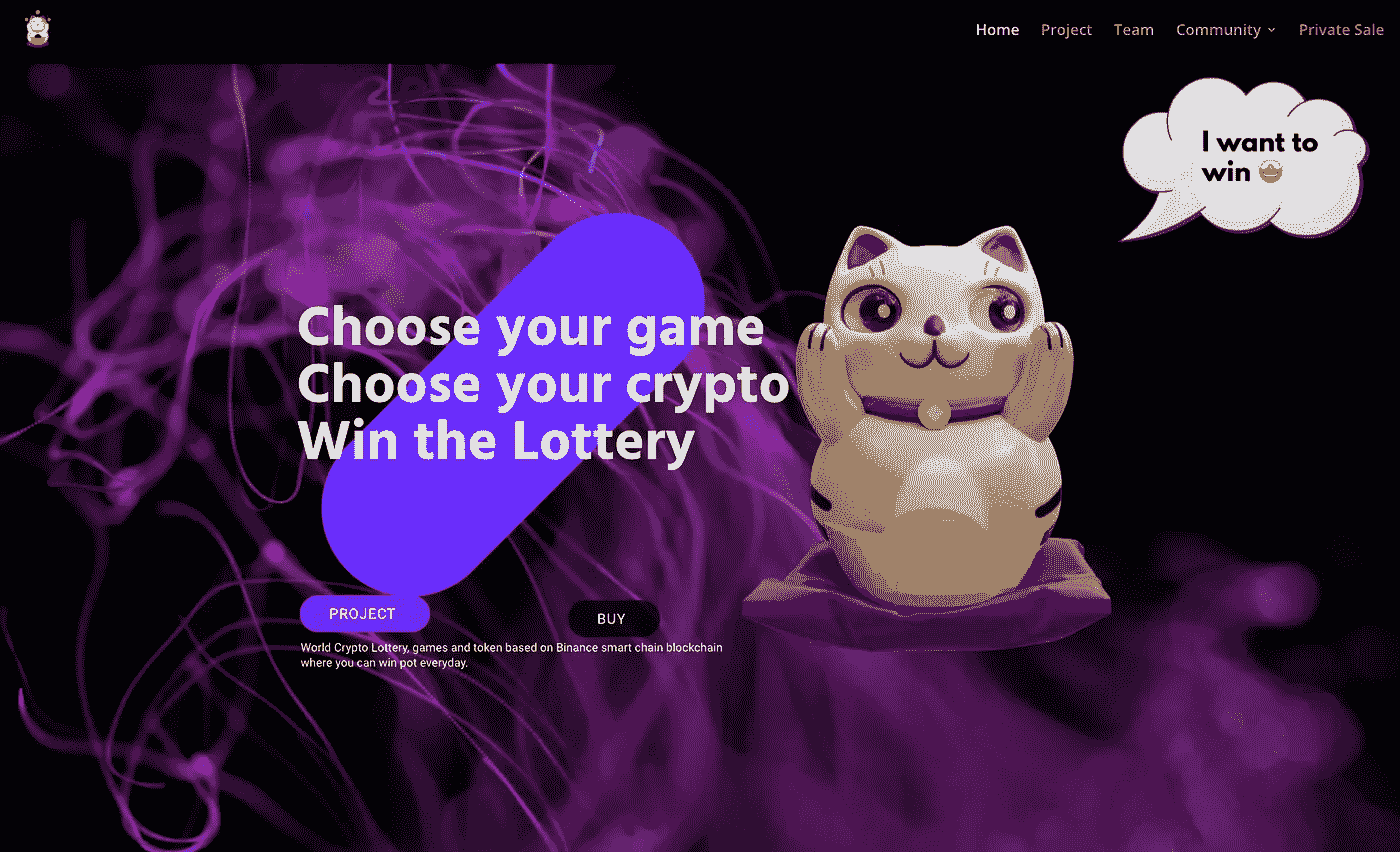 Home
Project
Team
Community
Private Sale
I want to
win
Choose your game
Choose your crypto
Win the Lottery
PROJECT
BUY
World Crypto Lottery, games and token based on Binance smart chain blockchain
where you can win pot everyday.